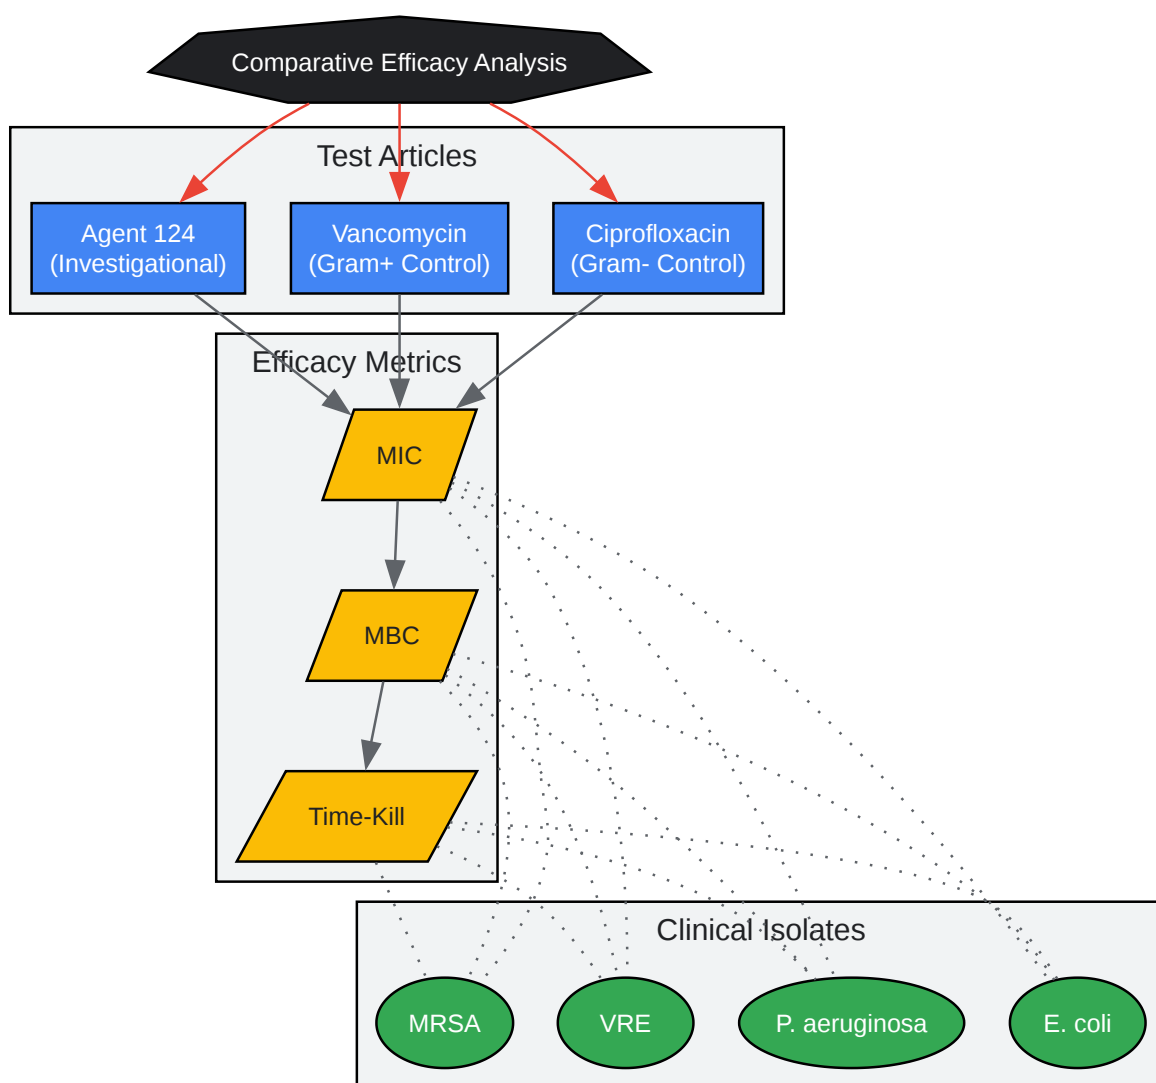 Comparative Efficacy Analysis
Test Articles
Agent 124
(Investigational)
Vancomycin
(Gram+ Control)
Ciprofloxacin
(Gram- Control)
Efficacy Metrics
MIC
MBC
Time-Kill
Clinical Isolates
MRSA
VRE
P. aeruginosa
E. coli